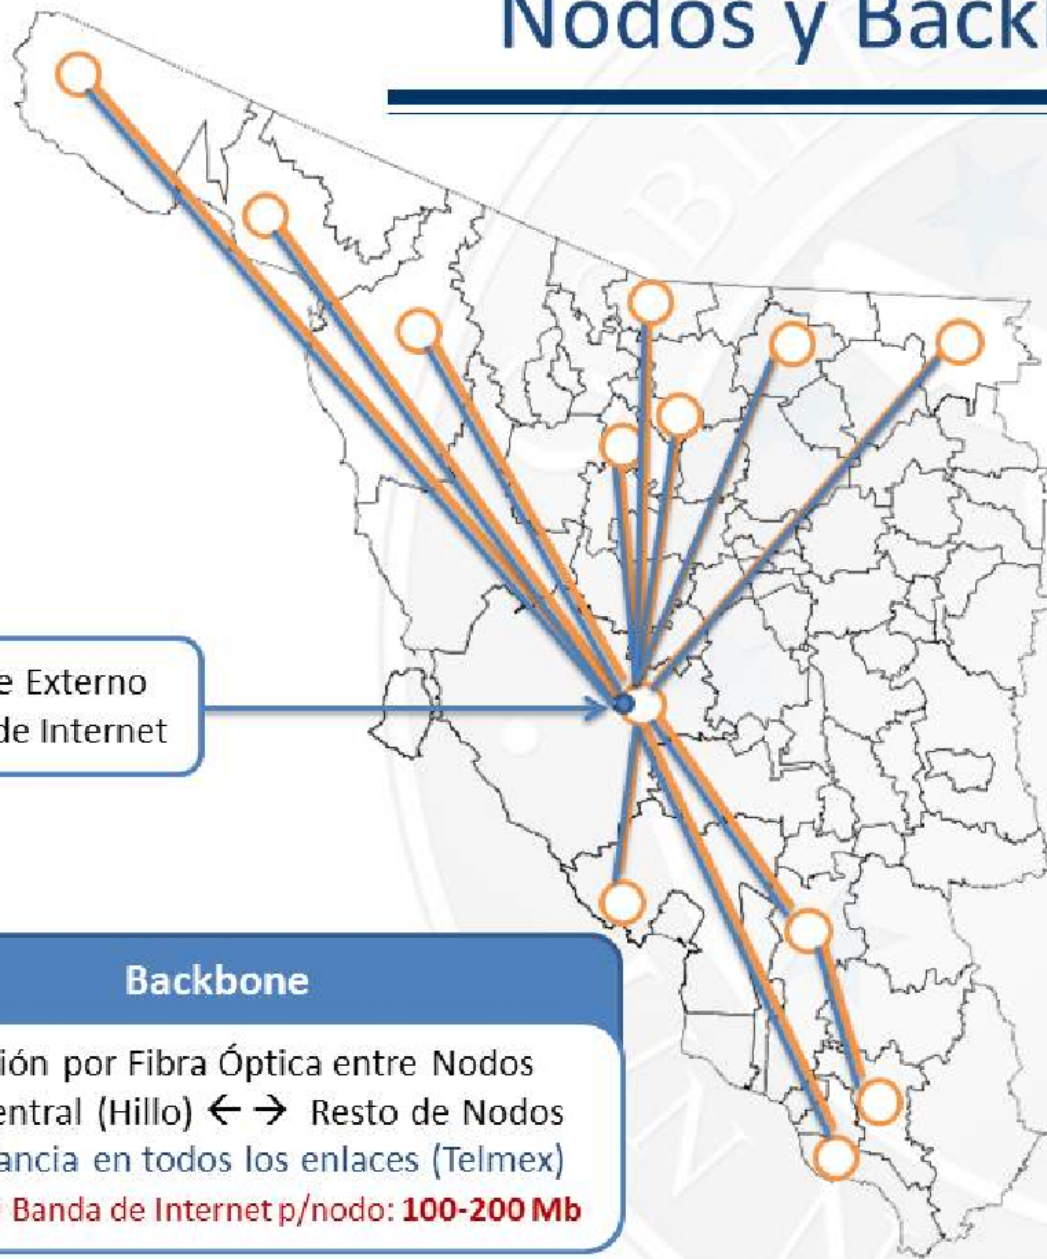 Nodos y Back
e Externo
de Internet
Backbone
ión por Fibra Óptica entre Nodos
entral (Hillo) ← → Resto de Nodos
ancia en todos los enlaces (Telmex)
Banda de Internet p/nodo: 100-200 Mb